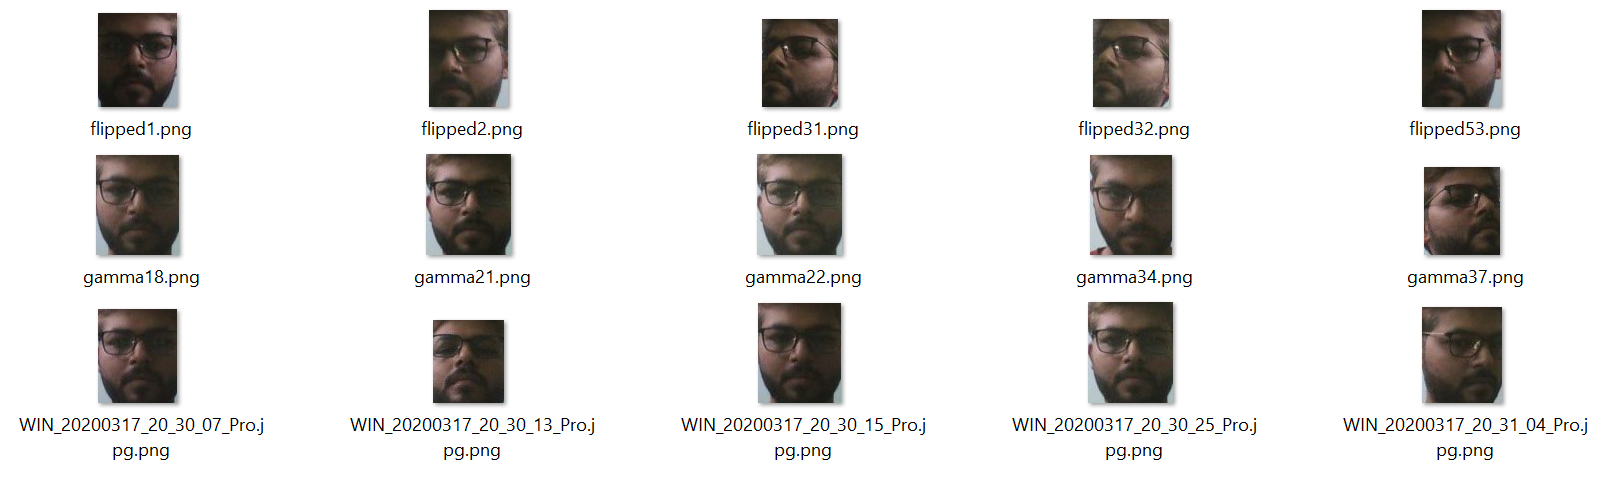 flipped1.png
flipped2.png
flipped31.png
flipped32.png
flipped53.png
gamma18.png
gamma21.png
gamma22.png
gamma34.png
gamma37.png
WIN_20200317_20_30_07_Pro.j
pg.png
WIN_20200317_20_30_13_Pro.j
pg.png
WIN_20200317_20_30_15_Pro.j
pg.png
WIN_20200317_20_30_25_Pro.j
pg.png
WIN_20200317_20_31_04_Pro.j
pg.png